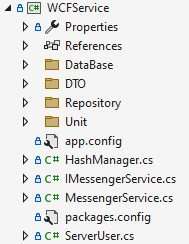 C# WCFService
Properties
References
DataBase
DTO
Repository
Unit
app.config
C# HashManager.cs
C# IMessengerService.cs
C# MessengerService.cs
packages.config
C# ServerUser.cs